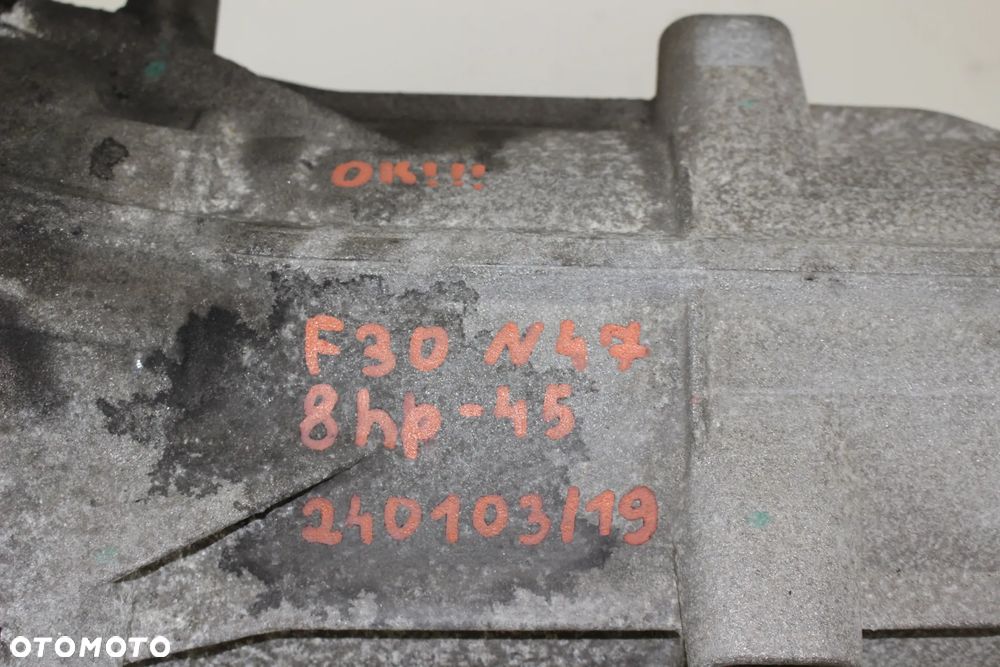 OK!!!
F30 N47
8hp-45
240103/19
OTOMOTO